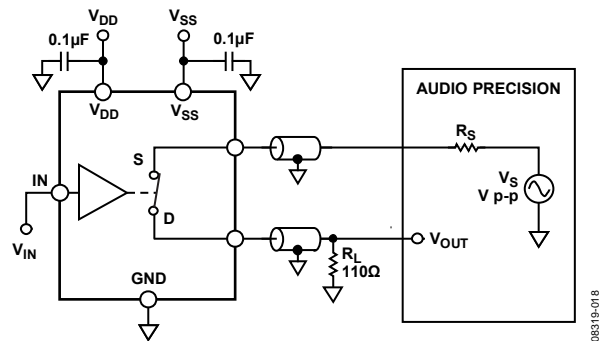 VDD
VSS
0.1µF
0.1µF
VDD
VSS
AUDIO PRECISION
RS
VS
V p-p
S
IN
D
VIN
VOUT
RL
110Ω
GND
08319-018